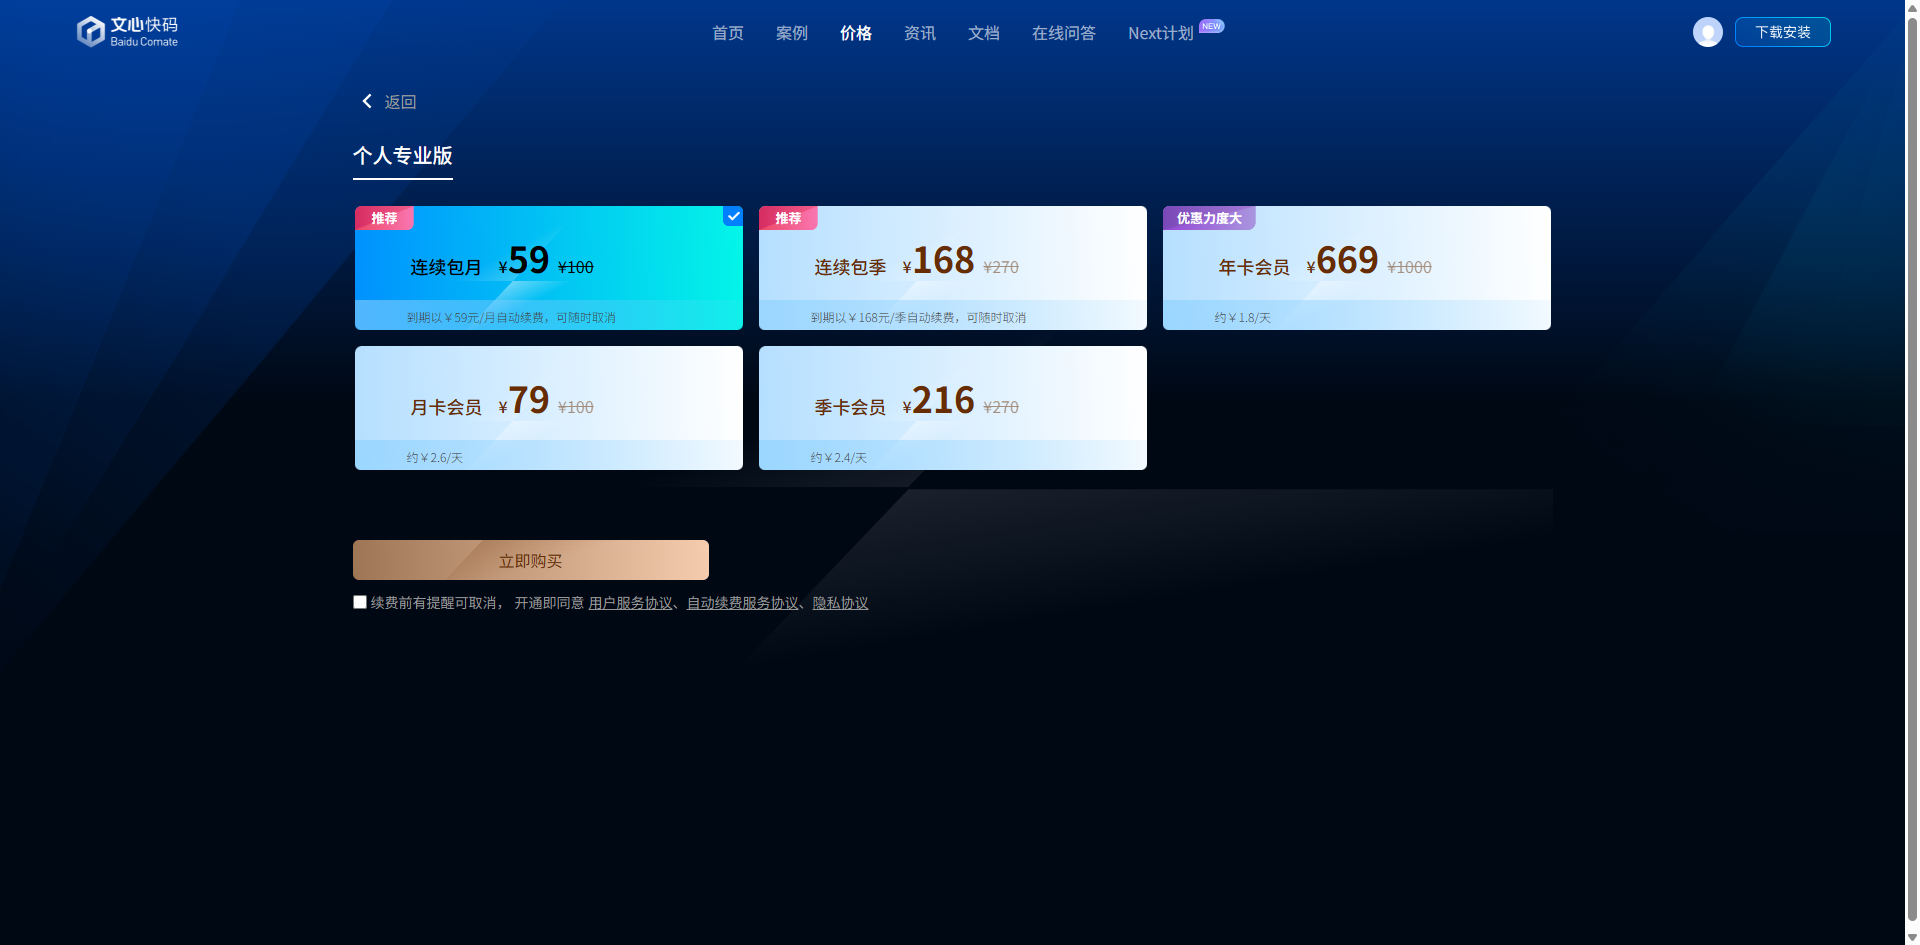 文心快码
Baidu Comate
首页 案例 价格 资讯 文档 在线问答 Next计划 NEW
下载安装
返回
个人专业版
推荐
连续包月 ¥59 ¥100
到期以￥59元/月自动续费，可随时取消
推荐
连续包季 ¥168 ¥270
到期以￥168元/季自动续费，可随时取消
优惠力度大
年卡会员 ¥669 ¥1000
约￥1.8/天
月卡会员 ¥79 ¥100
约￥2.6/天
季卡会员 ¥216 ¥270
约￥2.4/天
立即购买
续费前有提醒可取消， 开通即同意 用户服务协议、自动续费服务协议、隐私协议